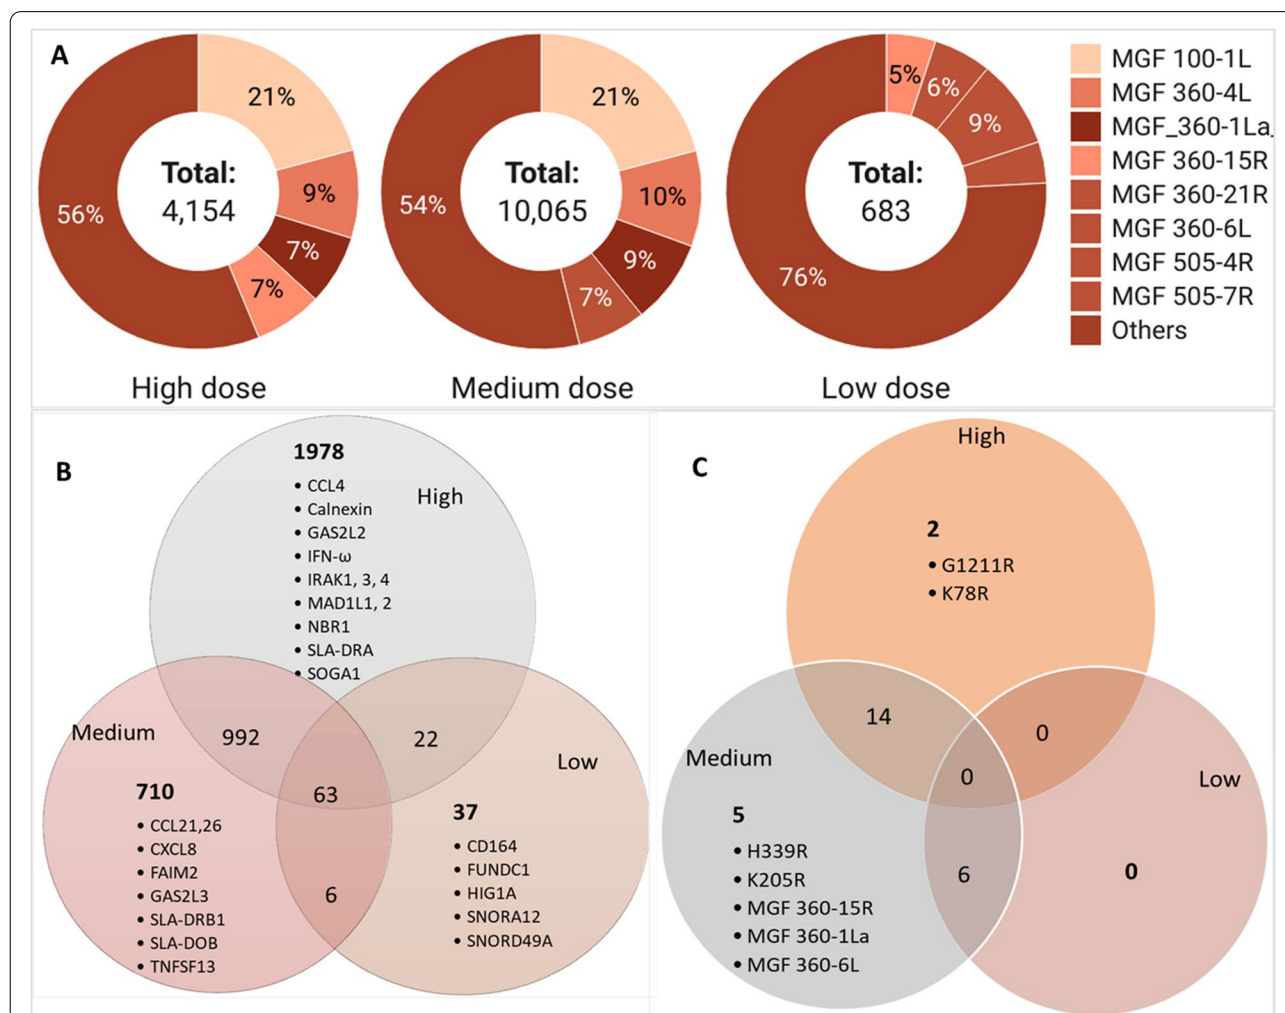 A
21%
9%
7%
7%
56%
Total:
4,154
High dose
21%
10%
9%
7%
54%
Total:
10,065
Medium dose
5%
6%
9%
76%
Total:
683
Low dose
MGF 100-1L
MGF 360-4L
MGF_360-1La
MGF 360-15R
MGF 360-21R
MGF 360-6L
MGF 505-4R
MGF 505-7R
Others
B
1978
High
• CCL4
• Calnexin
• GAS2L2
• IFN-ω
• IRAK1, 3, 4
• MAD1L1, 2
• NBR1
• SLA-DRA
• SOGA1
Medium
992
22
Low
63
710
• CCL21,26
• CXCL8
• FAIM2
• GAS2L3
• SLA-DRB1
• SLA-DOB
• TNFSF13
6
37
• CD164
• FUNDC1
• HIG1A
• SNORA12
• SNORD49A
C
High
2
• G1211R
• K78R
14
0
Medium
0
Low
5
• H339R
• K205R
• MGF 360-15R
• MGF 360-1La
• MGF 360-6L
6
0